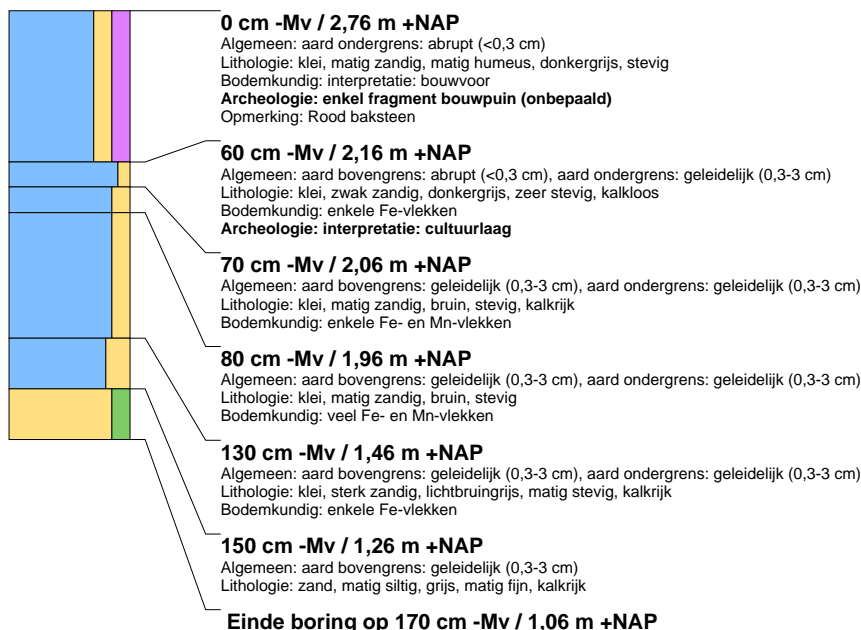 0 cm -Mv / 2,76 m +NAP
Algemeen: aard ondergrens: abrupt (<0,3 cm)
Lithologie: klei, matig zandig, matig humeus, donkergrijs, stevig
Bodemkundig: interpretatie: bouwvoor
Archeologie: enkel fragment bouwpuin (onbepaald)
Opmerking: Rood baksteen
60 cm -Mv / 2,16 m +NAP
Algemeen: aard bovengrens: abrupt (<0,3 cm), aard ondergrens: geleidelijk (0,3-3 cm)
Lithologie: klei, zwak zandig, donkergrijs, zeer stevig, kalkloos
Bodemkundig: enkele Fe-vlekken
Archeologie: interpretatie: cultuurlaag
70 cm -Mv / 2,06 m +NAP
Algemeen: aard bovengrens: geleidelijk (0,3-3 cm), aard ondergrens: geleidelijk (0,3-3 cm)
Lithologie: klei, matig zandig, bruin, stevig, kalkrijk
Bodemkundig: enkele Fe- en Mn-vlekken
80 cm -Mv / 1,96 m +NAP
Algemeen: aard bovengrens: geleidelijk (0,3-3 cm), aard ondergrens: geleidelijk (0,3-3 cm)
Lithologie: klei, matig zandig, bruin, stevig
Bodemkundig: veel Fe- en Mn-vlekken
130 cm -Mv / 1,46 m +NAP
Algemeen: aard bovengrens: geleidelijk (0,3-3 cm), aard ondergrens: geleidelijk (0,3-3 cm)
Lithologie: klei, sterk zandig, lichtbruingrijs, matig stevig, kalkrijk
Bodemkundig: enkele Fe-vlekken
150 cm -Mv / 1,26 m +NAP
Algemeen: aard bovengrens: geleidelijk (0,3-3 cm)
Lithologie: zand, matig siltig, grijs, matig fijn, kalkrijk
Einde boring op 170 cm -Mv / 1,06 m +NAP